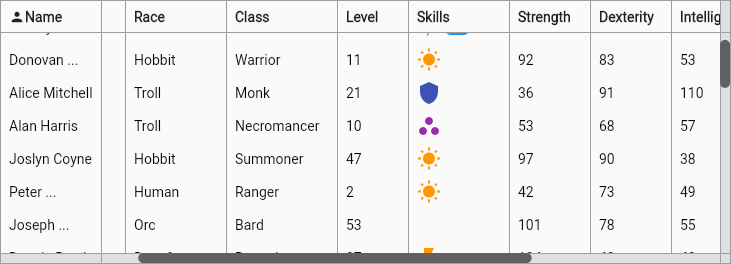 Name Race Class Level Skills Strength Dexterity Intellig
Donovan ... Hobbit Warrior 11 92 83 53
Alice Mitchell Troll Monk 21 36 91 110
Alan Harris Troll Necromancer 10 53 68 57
Joslyn Coyne Hobbit Summoner 47 97 90 38
Peter ... Human Ranger 2 42 73 49
Joseph ... Orc Bard 53 101 78 55